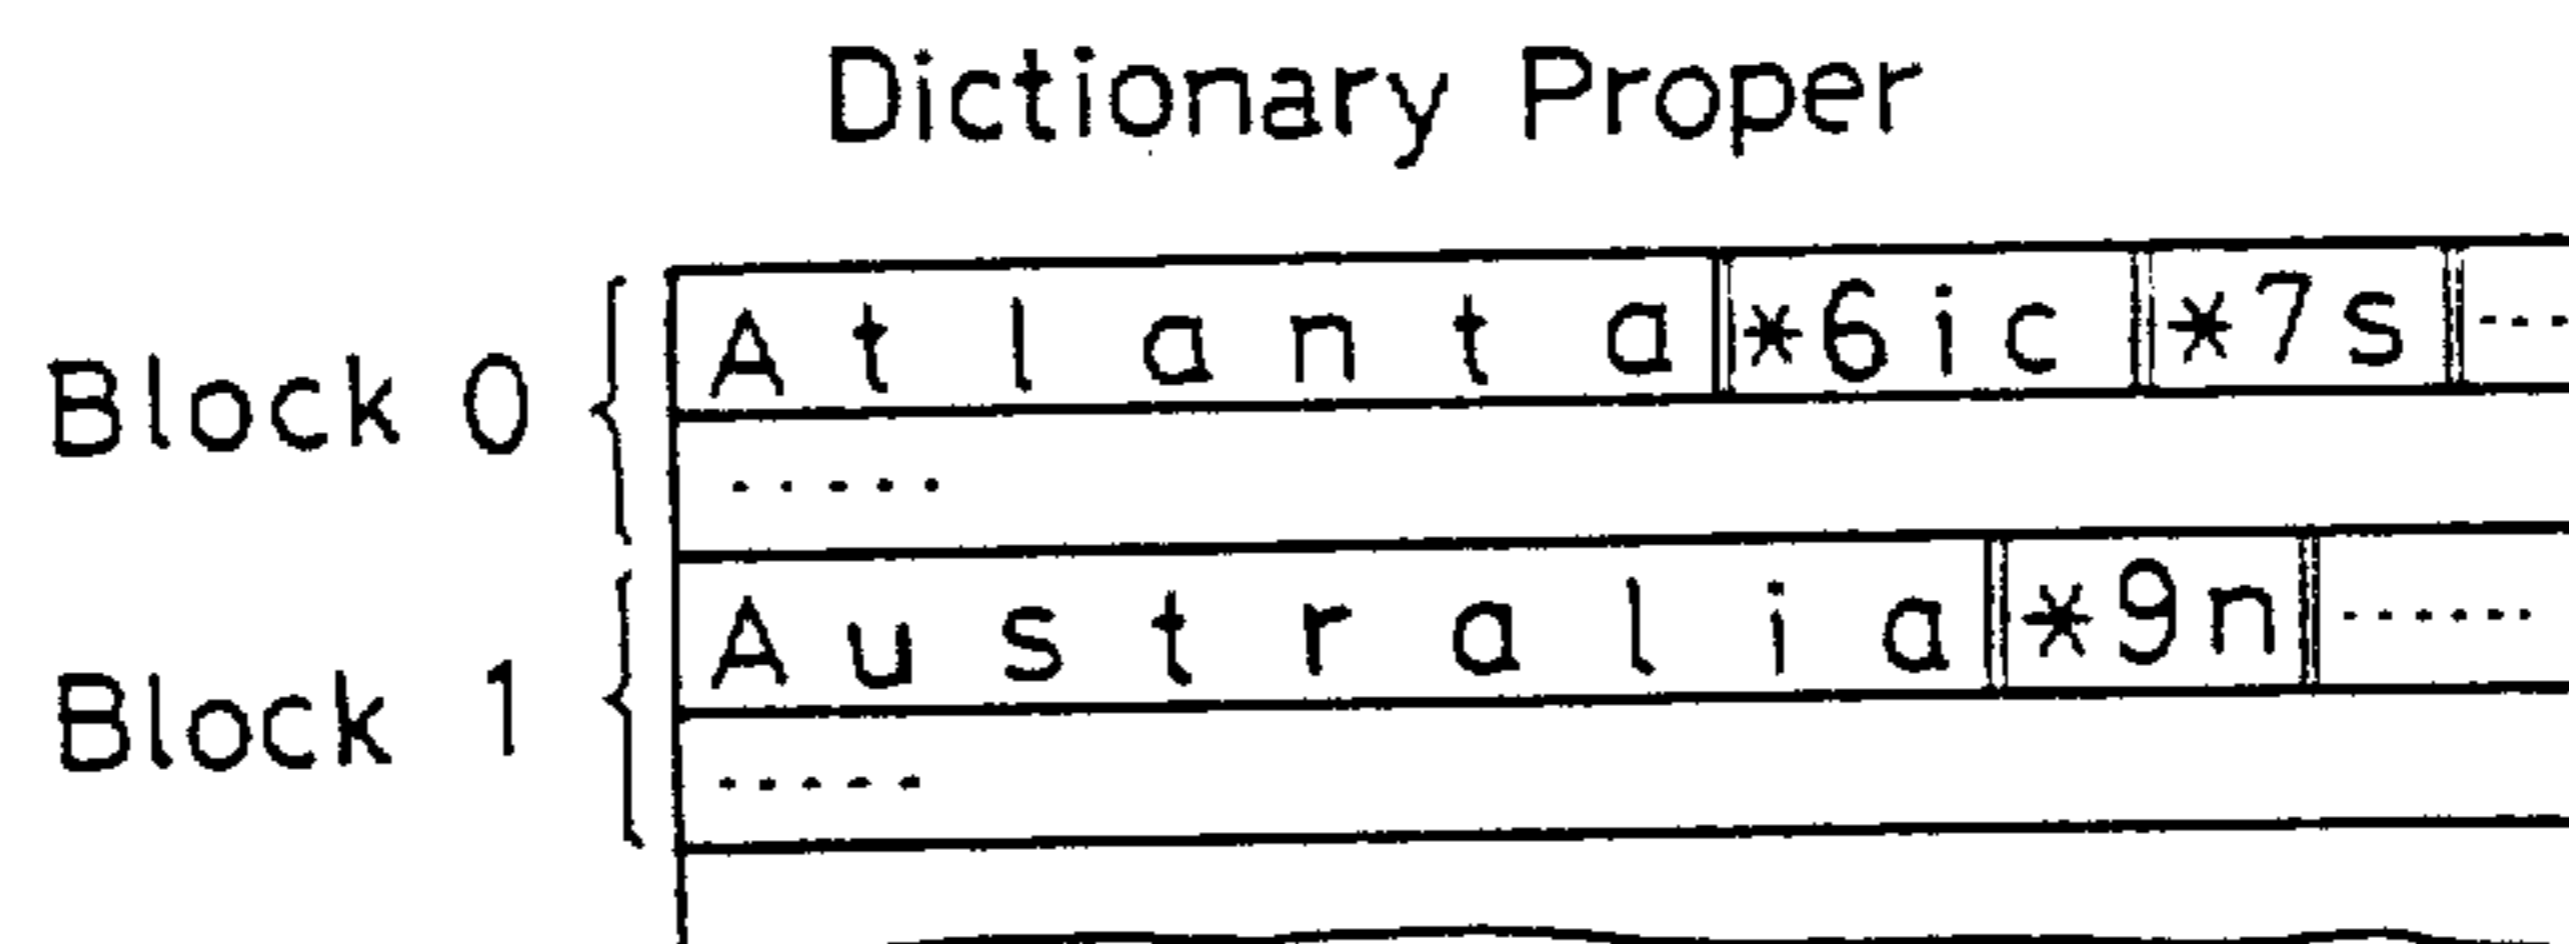 Dictionary Proper
Block 0
Atlanta *6ic *7s ...
.....
Block 1
Australia *9n ......
.....